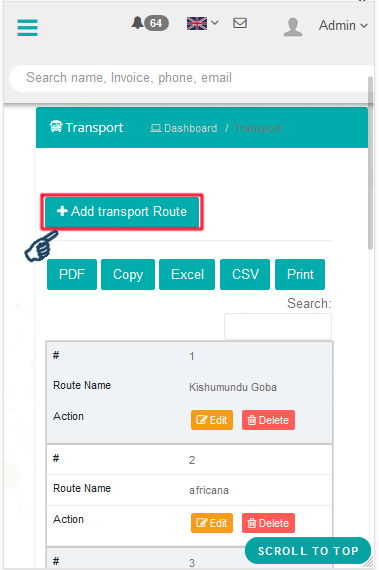 64
Admin
Search name, Invoice, phone, email
Transport
Dashboard / Transport
+ Add transport Route
PDF Copy Excel CSV Print
Search:
# 1
Route Name Kishumundu Goba
Action Edit Delete
# 2
Route Name africana
Action Edit Delete
# 3
SCROLL TO TOP